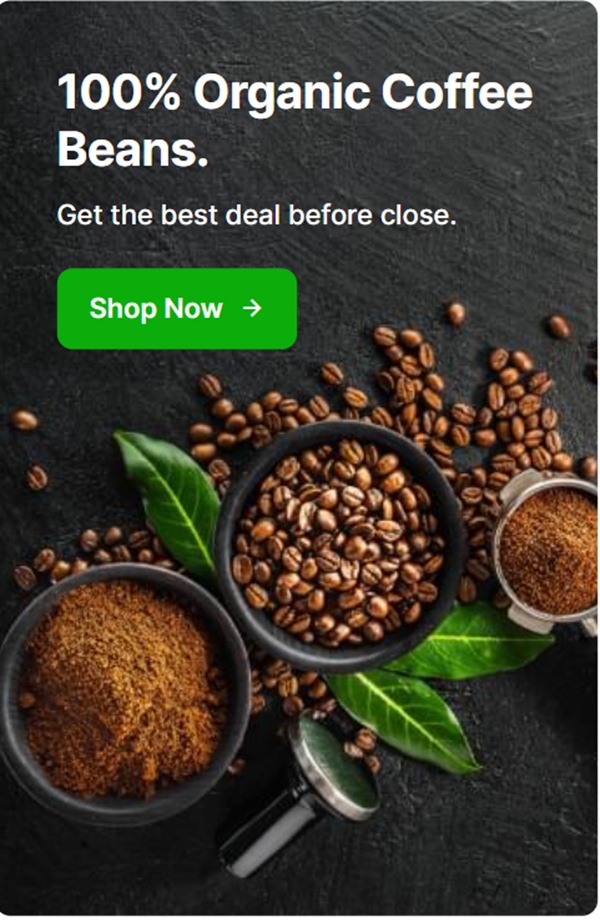 100% Organic Coffee
Beans.
Get the best deal before close.
Shop Now →